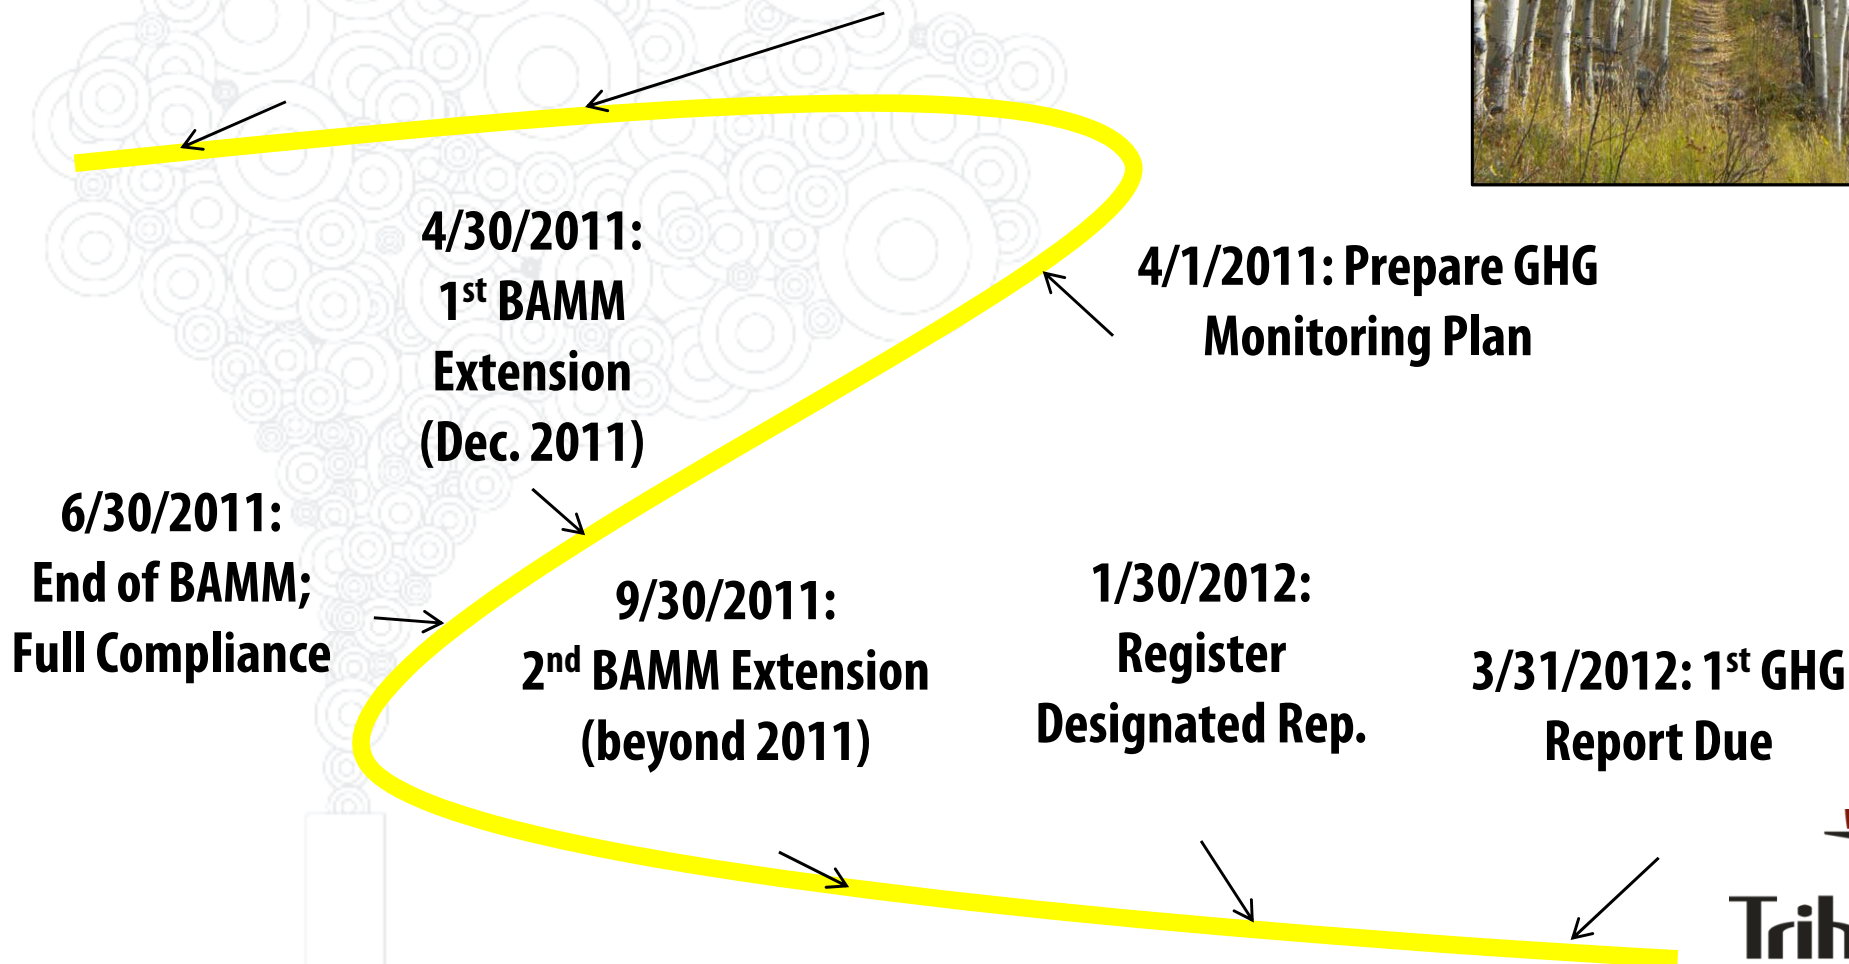 4/30/2011:
1st BAMM
Extension
(Dec. 2011)
4/1/2011: Prepare GHG
Monitoring Plan
6/30/2011:
End of BAMM;
Full Compliance
9/30/2011:
2nd BAMM Extension
(beyond 2011)
1/30/2012:
Register
Designated Rep.
3/31/2012: 1st GHG
Report Due
Trih